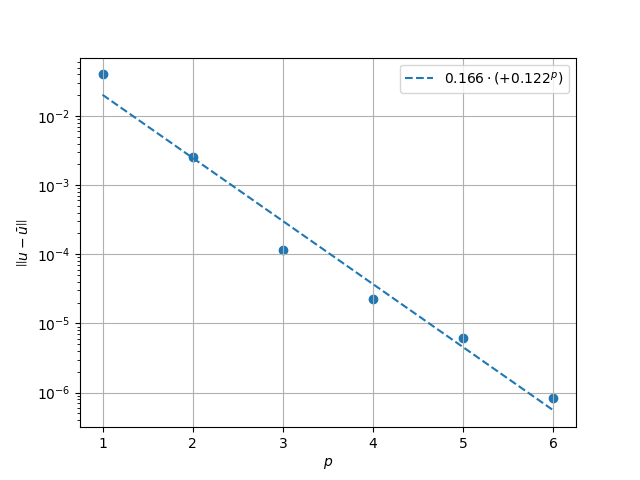 0.166 · (+0.122^p)
10^{-2}
10^{-3}
10^{-4}
10^{-5}
10^{-6}
||u − ū||
1 2 3 4 5 6
p